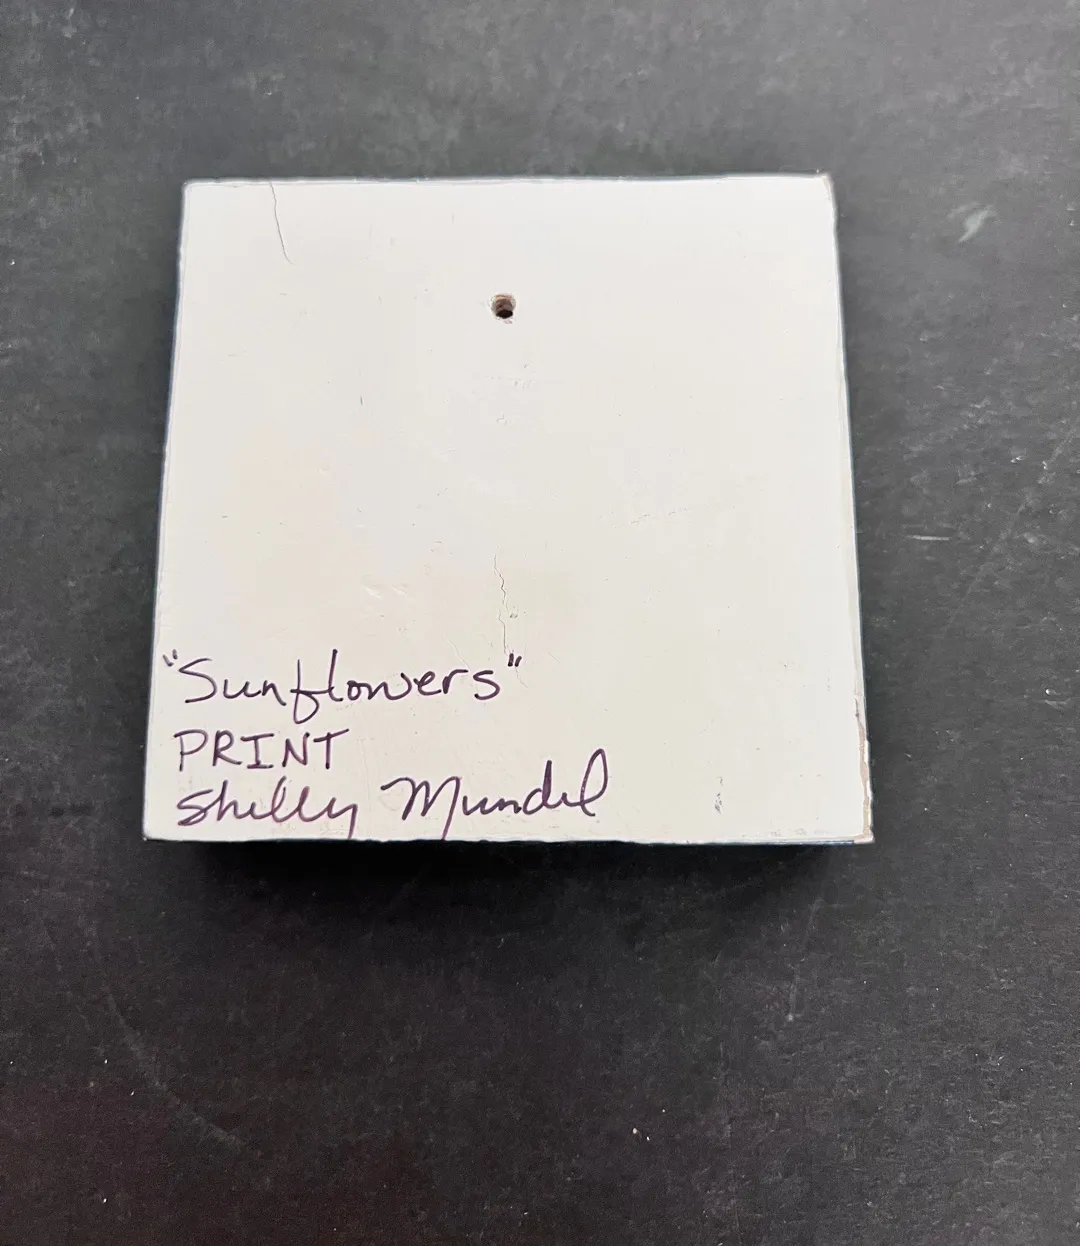 "Sunflowers"
PRINT
Shelly Mundel